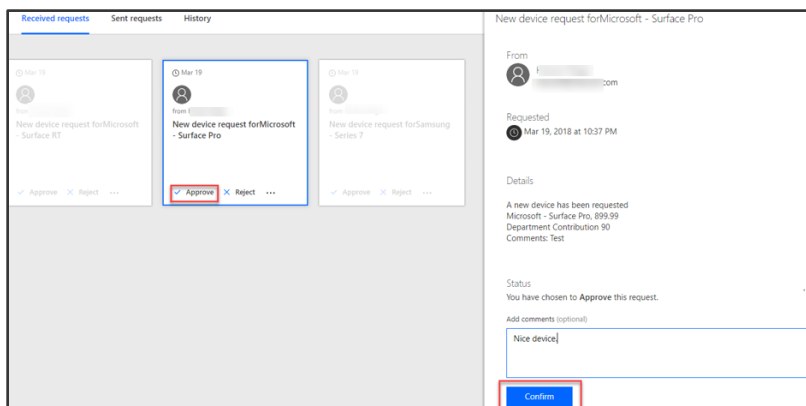 Received requests Sent requests History
Mar 19
from
New device request forMicrosoft
- Surface RT
Approve Reject ...
Mar 19
from
New device request forMicrosoft
- Surface Pro
Approve Reject ...
Mar 19
from
New device request forSamsung
- Series 7
Approve Reject ...
New device request forMicrosoft - Surface Pro
From
com
Requested
Mar 19, 2018 at 10:37 PM
Details
A new device has been requested
Microsoft - Surface Pro, 899.99
Department Contribution 90
Comments: Test
Status
You have chosen to Approve this request.
Add comments (optional)
Nice device.
Confirm